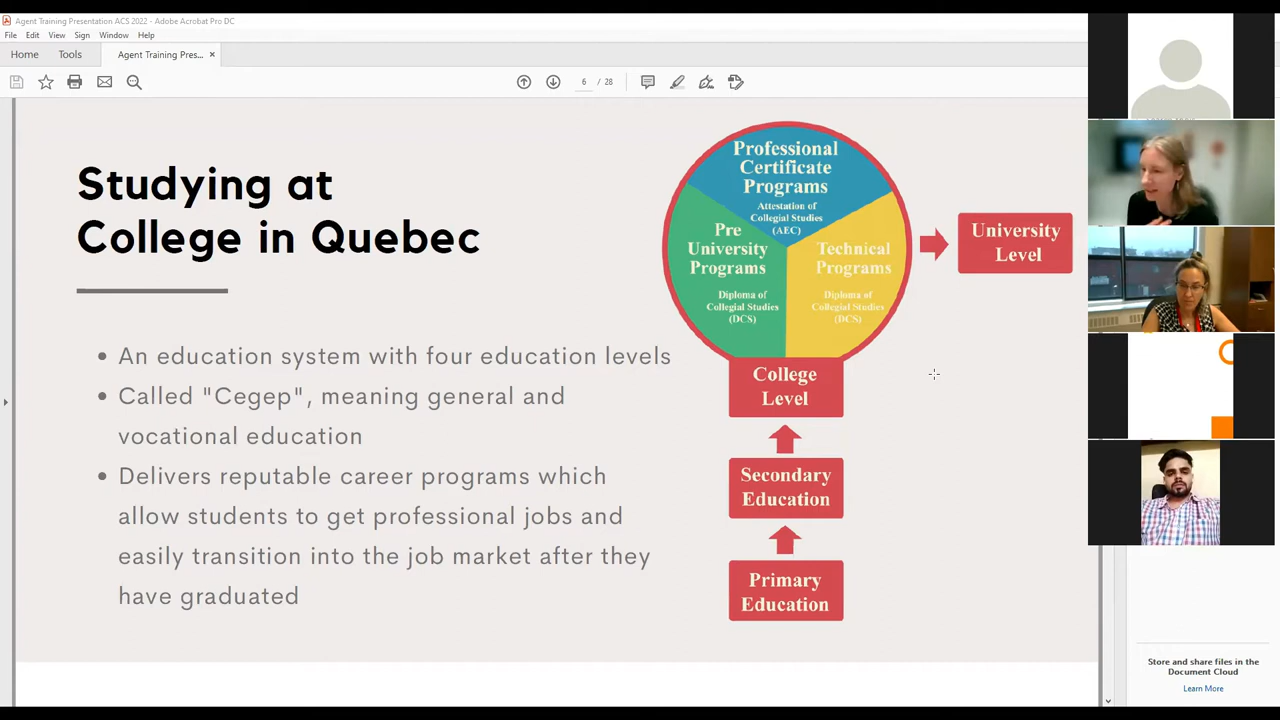 Agent Training Presentation ACS 2022 - Adobe Acrobat Pro DC
File Edit View Sign Window Help
Home Tools Agent Training Pres... ×
6 / 28
Studying at
College in Quebec
• An education system with four education levels
• Called "Cegep", meaning general and
vocational education
• Delivers reputable career programs which
allow students to get professional jobs and
easily transition into the job market after they
have graduated
Professional
Certificate
Programs
Attestation of
Collegial Studies
(AEC)
Pre
University
Programs
Diploma of
Collegial Studies
(DCS)
Technical
Programs
Diploma of
Collegial Studies
(DCS)
University
Level
College
Level
Secondary
Education
Primary
Education
Store and share files in the
Document Cloud
Learn More